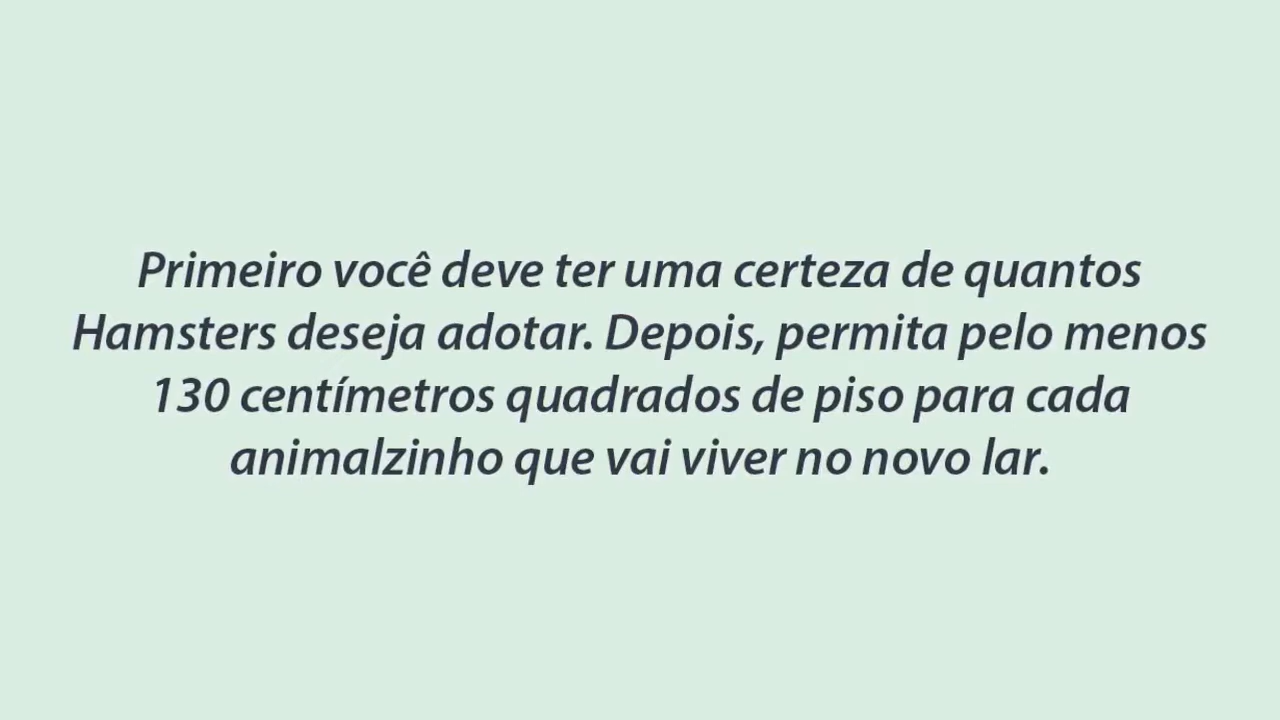 Primeiro você deve ter uma certeza de quantos
Hamsters deseja adotar. Depois, permita pelo menos
130 centímetros quadrados de piso para cada
animalzinho que vai viver no novo lar.